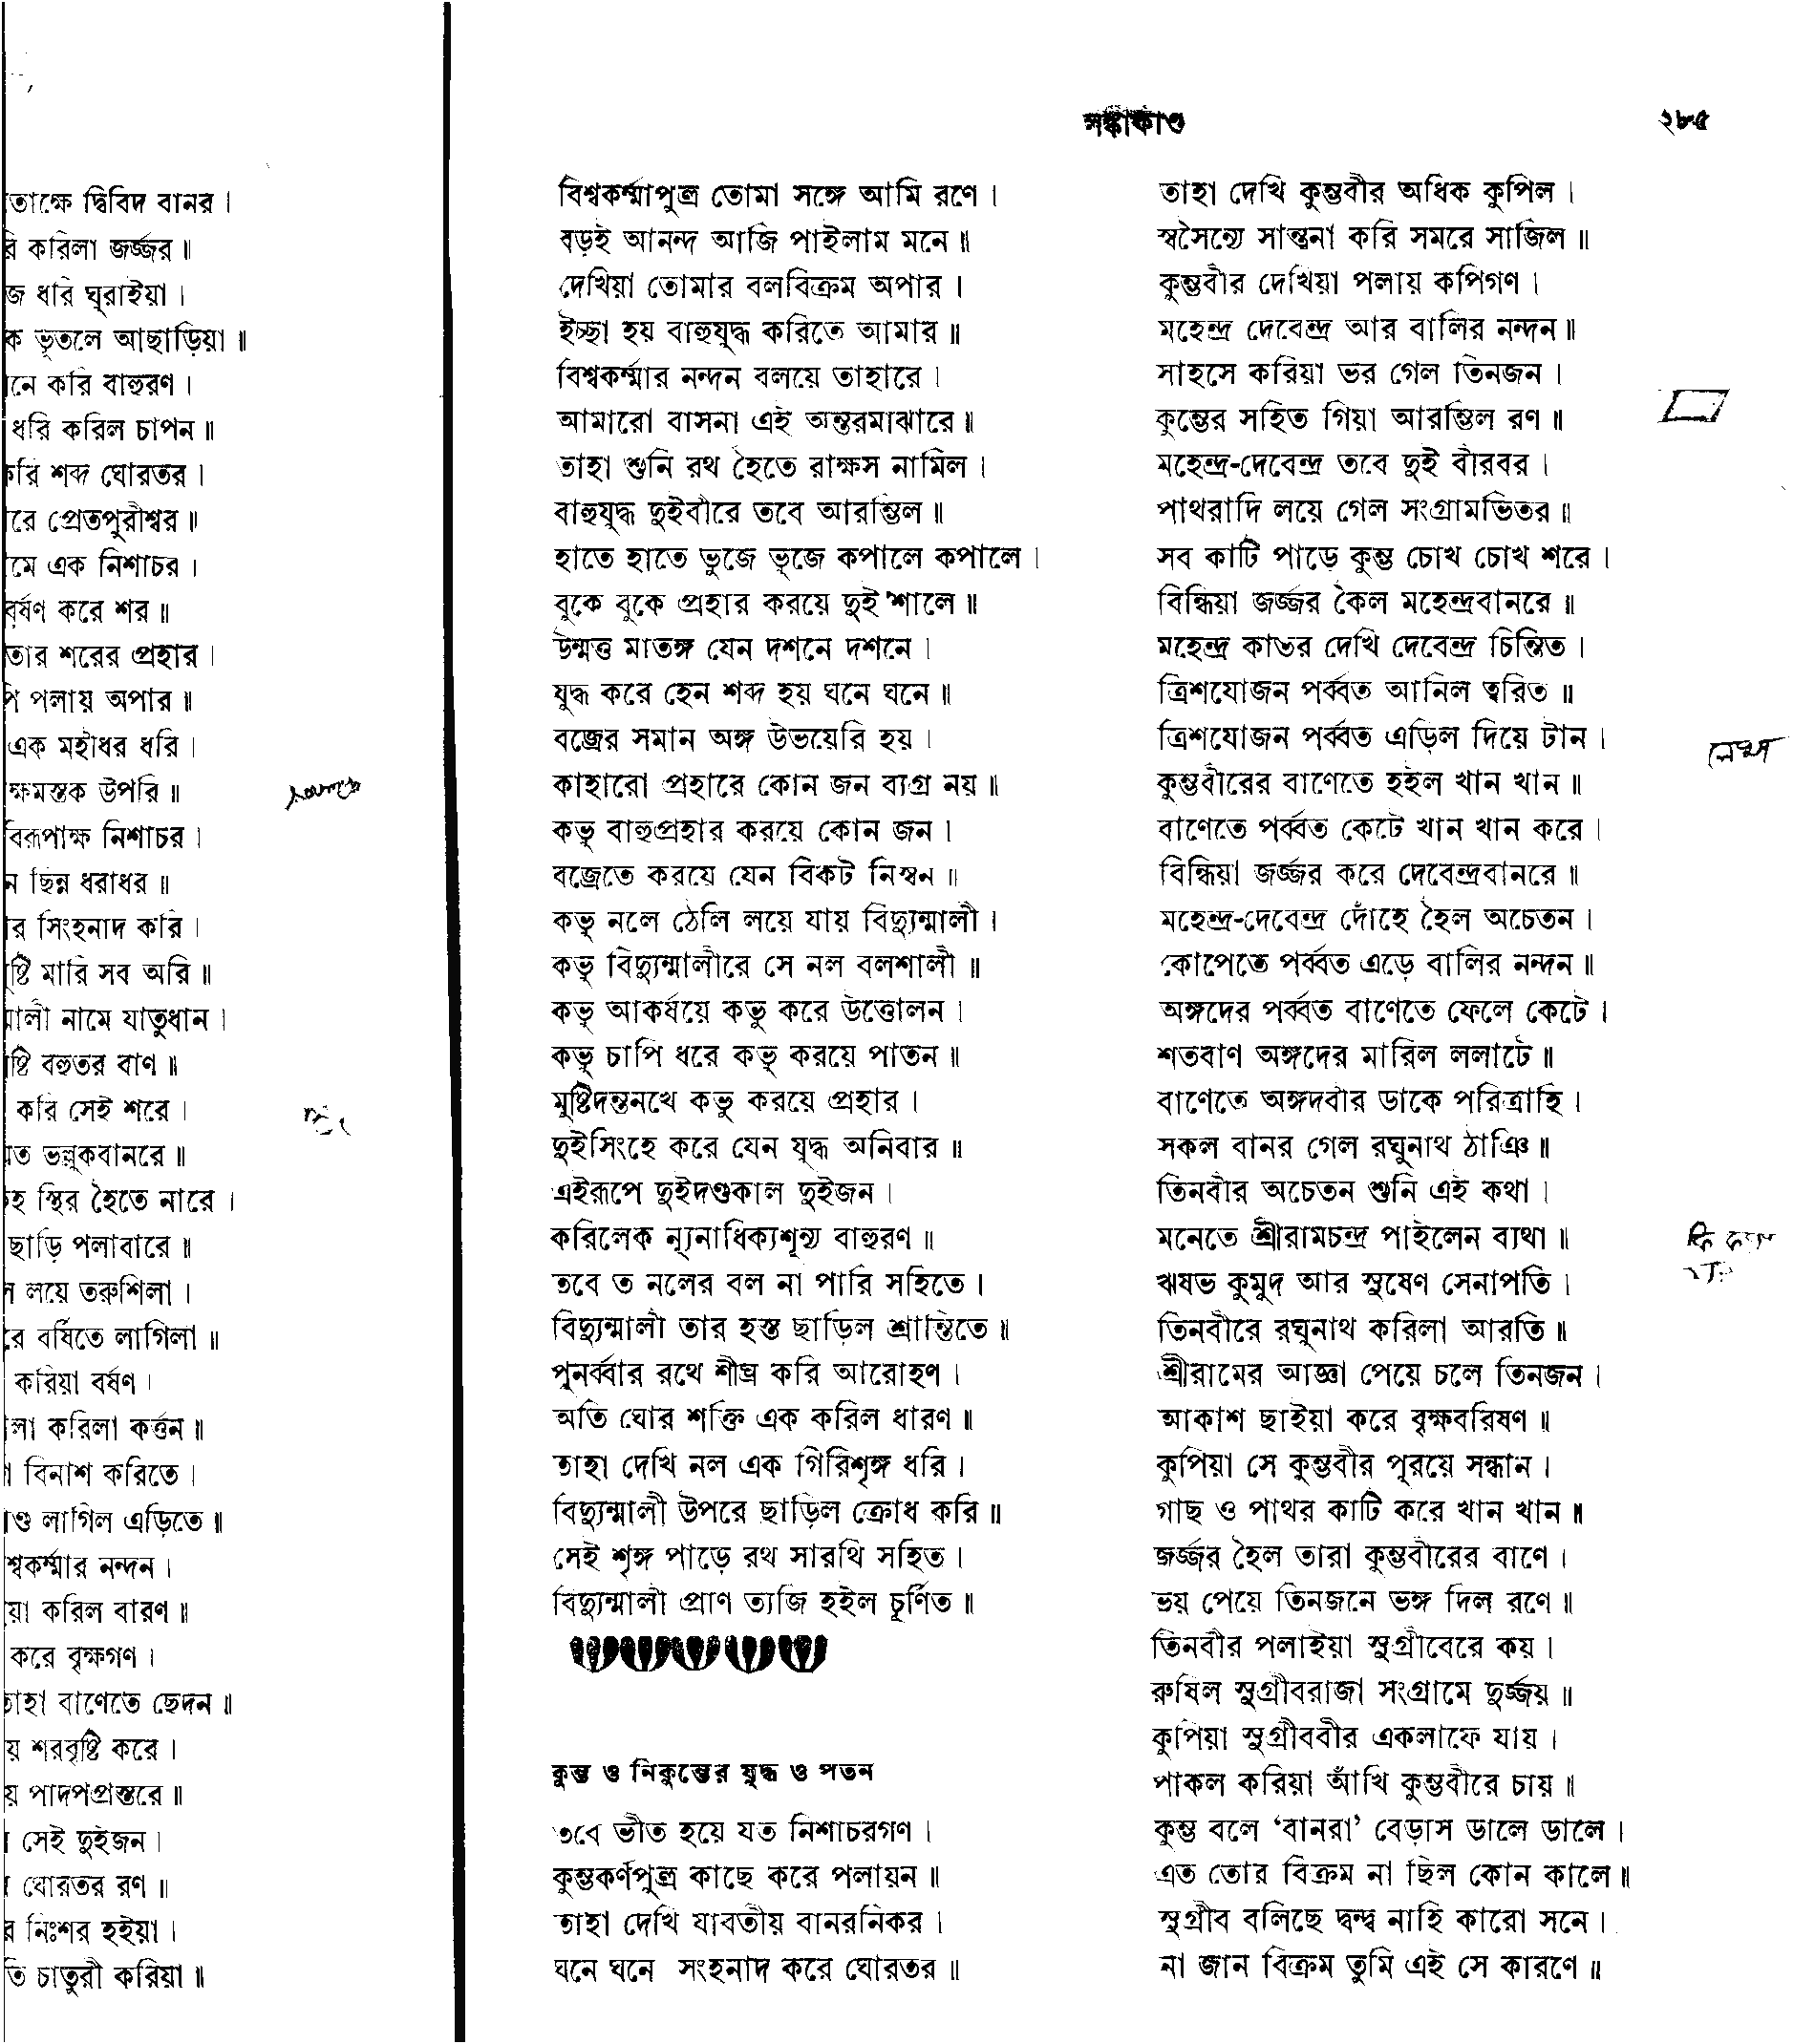 লঙ্কাকাণ্ড
২৮৫
তাক্ষে দ্বিবিদ বানর।
করিলা জর্জ্জর॥
ধরি ঘূরাইয়া।
ভূতলে আছাড়িয়া॥
করি বাহুরণ।
ধরি করিল চাপন॥
শব্দ ঘোরতর।
প্রেতপুরীশ্বর॥
এক নিশাচর।
করে শর॥
তার শরের প্রহার।
পলায় অপার॥
এক মহীধর ধরি।
ক্ষমস্তক উপরি॥
বিরূপাক্ষ নিশাচর।
ছিন্ন ধরাধর॥
সিংহনাদ করি।
মারি সব অরি॥
নামে যাতুধান।
বহুতর বাণ॥
করি সেই শরে।
ভল্লুকবানরে॥
স্থির হৈতে নারে।
ছাড়ি পলাবারে॥
লয়ে তরুশিলা।
বর্ষিতে লাগিলা॥
করিয়া বর্ষণ।
করিলা কর্ত্তন॥
বিনাশ করিতে।
লাগিল এড়িতে॥
শ্বকর্ম্মার নন্দন।
করিল বারণ॥
করে বৃক্ষগণ।
তাহা বাণেতে ছেদন॥
শরবৃষ্টি করে।
পাদপপ্রস্তরে॥
সেই দুইজন।
ঘোরতর রণ॥
নিঃশর হইয়া।
চাতুরী করিয়া॥
বিশ্বকর্ম্মাপুত্ত্র তোমা সঙ্গে আমি রণে।
বড়ই আনন্দ আজি পাইলাম মনে॥
দেখিয়া তোমার বলবিক্রম অপার।
ইচ্ছা হয় বাহুযুদ্ধ করিতে আমার॥
বিশ্বকর্ম্মার নন্দন বলয়ে তাহারে।
আমারো বাসনা এই অন্তরমাঝারে॥
তাহা শুনি রথ হৈতে রাক্ষস নামিল।
বাহুযুদ্ধ দুইবীরে তবে আরম্ভিল॥
হাতে হাতে ভুজে ভূজে কপালে কপালে।
বুকে বুকে প্রহার করয়ে দুই শালে॥
উন্মত্ত মাতঙ্গ যেন দশনে দশনে।
যুদ্ধ করে হেন শব্দ হয় ঘনে ঘনে॥
বজ্রের সমান অঙ্গ উভয়েরি হয়।
কাহারো প্রহারে কোন জন ব্যগ্র নয়॥
কভু বাহুপ্রহার করয়ে কোন জন।
বজ্রেতে করয়ে যেন বিকট নিস্বন॥
কভু নলে ঠেলি লয়ে যায় বিদ্যুন্মালী।
কভু বিদ্যুন্মালীরে সে নল বলশালী॥
কভু আকর্ষয়ে কভু করে উত্তোলন।
কভু চাপি ধরে কভু করয়ে পাতন॥
মুষ্টিদন্তনখে কভু করয়ে প্রহার।
দুইসিংহে করে যেন যুদ্ধ অনিবার॥
এইরূপে দুইদণ্ডকাল দুইজন।
করিলেক ন্যূনাধিক্যশূন্য বাহুরণ॥
তবে ত নলের বল না পারি সহিতে।
বিদ্যুন্মালী তার হস্ত ছাড়িল শ্রান্তিতে॥
পুনর্ব্বার রথে শীঘ্র করি আরোহণ।
অতি ঘোর শক্তি এক করিল ধারণ॥
তাহা দেখি নল এক গিরিশৃঙ্গ ধরি।
বিদ্যুন্মালী উপরে ছাড়িল ক্রোধ করি॥
সেই শৃঙ্গ পাড়ে রথ সারথি সহিত।
বিদ্যুন্মালী প্রাণ ত্যজি হইল চূর্ণিত॥
কুম্ভ ও নিকুম্ভের যুদ্ধ ও পতন
তবে ভীত হয়ে যত নিশাচরগণ।
কুম্ভকর্ণপুত্ত্র কাছে করে পলায়ন॥
তাহা দেখি যাবতীয় বানরনিকর।
ঘনে ঘনে সংহনাদ করে ঘোরতর॥
তাহা দেখি কুম্ভবীর অধিক কুপিল।
স্বসৈন্যে সান্ত্বনা করি সমরে সাজিল॥
কুম্ভবীর দেখিয়া পলায় কপিগণ।
মহেন্দ্র দেবেন্দ্র আর বালির নন্দন॥
সাহসে করিয়া ভর গেল তিনজন।
কুম্ভের সহিত গিয়া আরম্ভিল রণ॥
মহেন্দ্র-দেবেন্দ্র তবে দুই বীরবর।
পাথরাদি লয়ে গেল সংগ্রামভিতর॥
সব কাটি পাড়ে কুম্ভ চোখ চোখ শরে।
বিন্ধিয়া জর্জ্জর কৈল মহেন্দ্রবানরে॥
মহেন্দ্র কাতর দেখি দেবেন্দ্র চিন্তিত।
ত্রিশযোজন পর্ব্বত আনিল ত্বরিত॥
ত্রিশযোজন পর্ব্বত এড়িল দিয়ে টান।
কুম্ভবীরের বাণেতে হইল খান খান॥
বাণেতে পর্ব্বত কেটে খান খান করে।
বিন্ধিয়া জর্জ্জর করে দেবেন্দ্রবানরে॥
মহেন্দ্র-দেবেন্দ্র দোঁহে হৈল অচেতন।
কোপেতে পর্ব্বত এড়ে বালির নন্দন॥
অঙ্গদের পর্ব্বত বাণেতে ফেলে কেটে।
শতবাণ অঙ্গদের মারিল ললাটে॥
বাণেতে অঙ্গদবীর ডাকে পরিত্রাহি।
সকল বানর গেল রঘুনাথ ঠাঞি॥
তিনবীর অচেতন শুনি এই কথা।
মনেতে শ্রীরামচন্দ্র পাইলেন ব্যথা॥
ঋষভ কুমুদ আর সুষেণ সেনাপতি।
তিনবীরে রঘুনাথ করিলা আরতি॥
শ্রীরামের আজ্ঞা পেয়ে চলে তিনজন।
আকাশ ছাইয়া করে বৃক্ষবরিষণ॥
কুপিয়া সে কুম্ভবীর পূরয়ে সন্ধান।
গাছ ও পাথর কাটি করে খান খান॥
জর্জ্জর হৈল তারা কুম্ভবীরের বাণে।
ভয় পেয়ে তিনজনে ভঙ্গ দিল রণে॥
তিনবীর পলাইয়া সুগ্রীবেরে কয়।
রুষিল সুগ্রীবরাজা সংগ্রামে দুর্জ্জয়॥
কুপিয়া সুগ্রীববীর একলাফে যায়।
পাকল করিয়া আঁখি কুম্ভবীরে চায়॥
কুম্ভ বলে ‘বানরা’ বেড়াস ডালে ডালে।
এত তোর বিক্রম না ছিল কোন কালে॥
সুগ্রীব বলিছে দ্বন্দ্ব নাহি কারো সনে।
না জান বিক্রম তুমি এই সে কারণে॥